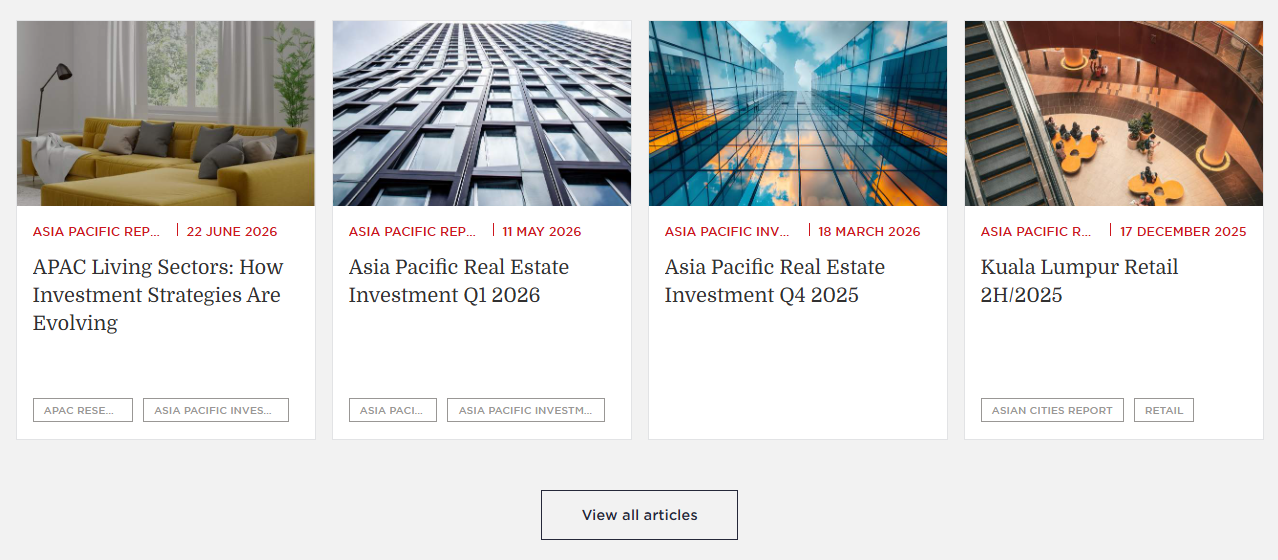 ASIA PACIFIC REP... | 22 JUNE 2026
APAC Living Sectors: How
Investment Strategies Are
Evolving
APAC RESE... ASIA PACIFIC INVES...
ASIA PACIFIC REP... | 11 MAY 2026
Asia Pacific Real Estate
Investment Q1 2026
ASIA PACI... ASIA PACIFIC INVESTM...
ASIA PACIFIC INV... | 18 MARCH 2026
Asia Pacific Real Estate
Investment Q4 2025
ASIA PACIFIC R... | 17 DECEMBER 2025
Kuala Lumpur Retail
2H/2025
ASIAN CITIES REPORT RETAIL
View all articles